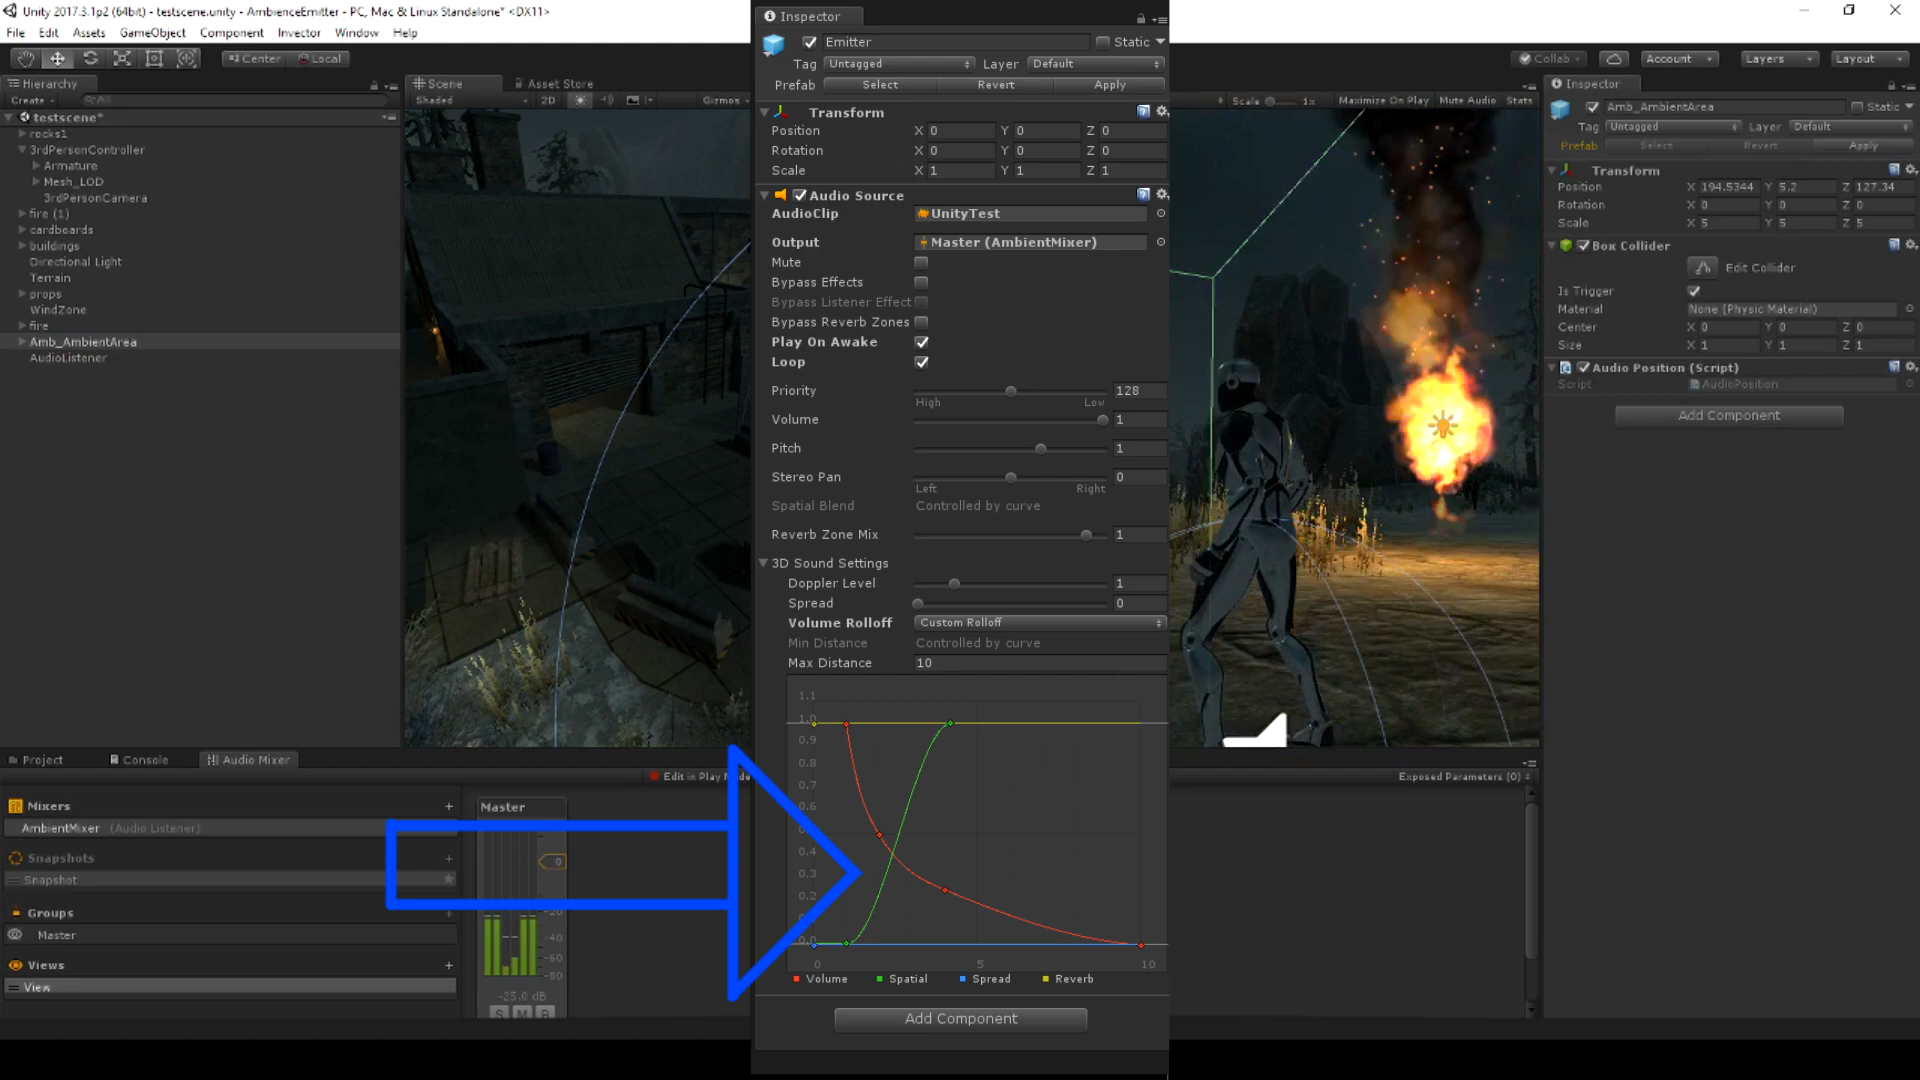 Unity 2017.3.1p2 (64bit) - testscene.unity - AmbienceEmitter - PC, Mac & Linux Standalone* <DX11>
File Edit Assets GameObject Component Invector Window Help
Center Local
Collab Account Layers Layout
Hierarchy
Create All
testscene*
rocks1
3rdPersonController
Armature
Mesh_LOD
3rdPersonCamera
fire (1)
cardboards
buildings
Directional Light
Terrain
props
WindZone
fire
Amb_AmbientArea
AudioListener
Scene Asset Store
Shaded 2D Gizmos
Inspector
Emitter Static
Tag Untagged Layer Default
Prefab Select Revert Apply
Transform
Position X 0 Y 0 Z 0
Rotation X 0 Y 0 Z 0
Scale X 1 Y 1 Z 1
Audio Source
AudioClip UnityTest
Output Master (AmbientMixer)
Mute
Bypass Effects
Bypass Listener Effect
Bypass Reverb Zones
Play On Awake
Loop
Priority 128
High Low
Volume 1
Pitch 1
Stereo Pan 0
Left Right
Spatial Blend Controlled by curve
Reverb Zone Mix 1
3D Sound Settings
Doppler Level 1
Spread 0
Volume Rolloff Custom Rolloff
Min Distance Controlled by curve
Max Distance 10
1.1
1.0
0.9
0.8
0.7
0.6
0.4
0.3
0.2
0.0
0 5 10
Volume Spatial Spread Reverb
Add Component
Scale 1x Maximize On Play Mute Audio Stats
Inspector
Amb_AmbientArea Static
Tag Untagged Layer Default
Prefab Select Revert Apply
Transform
Position X 194.5344 Y 5.2 Z 127.34
Rotation X 0 Y 0 Z 0
Scale X 5 Y 5 Z 5
Box Collider
Edit Collider
Is Trigger
Material None (Physic Material)
Center X 0 Y 0 Z 0
Size X 1 Y 1 Z 1
Audio Position (Script)
Script AudioPosition
Add Component
Project Console Audio Mixer
Edit in Play Mode
Exposed Parameters (0)
Mixers +
AmbientMixer (Audio Listener)
Snapshots +
Snapshot
Groups +
Master
Views +
View
Master
0
-20
-40
-60
-80
-25.0 dB
S M B